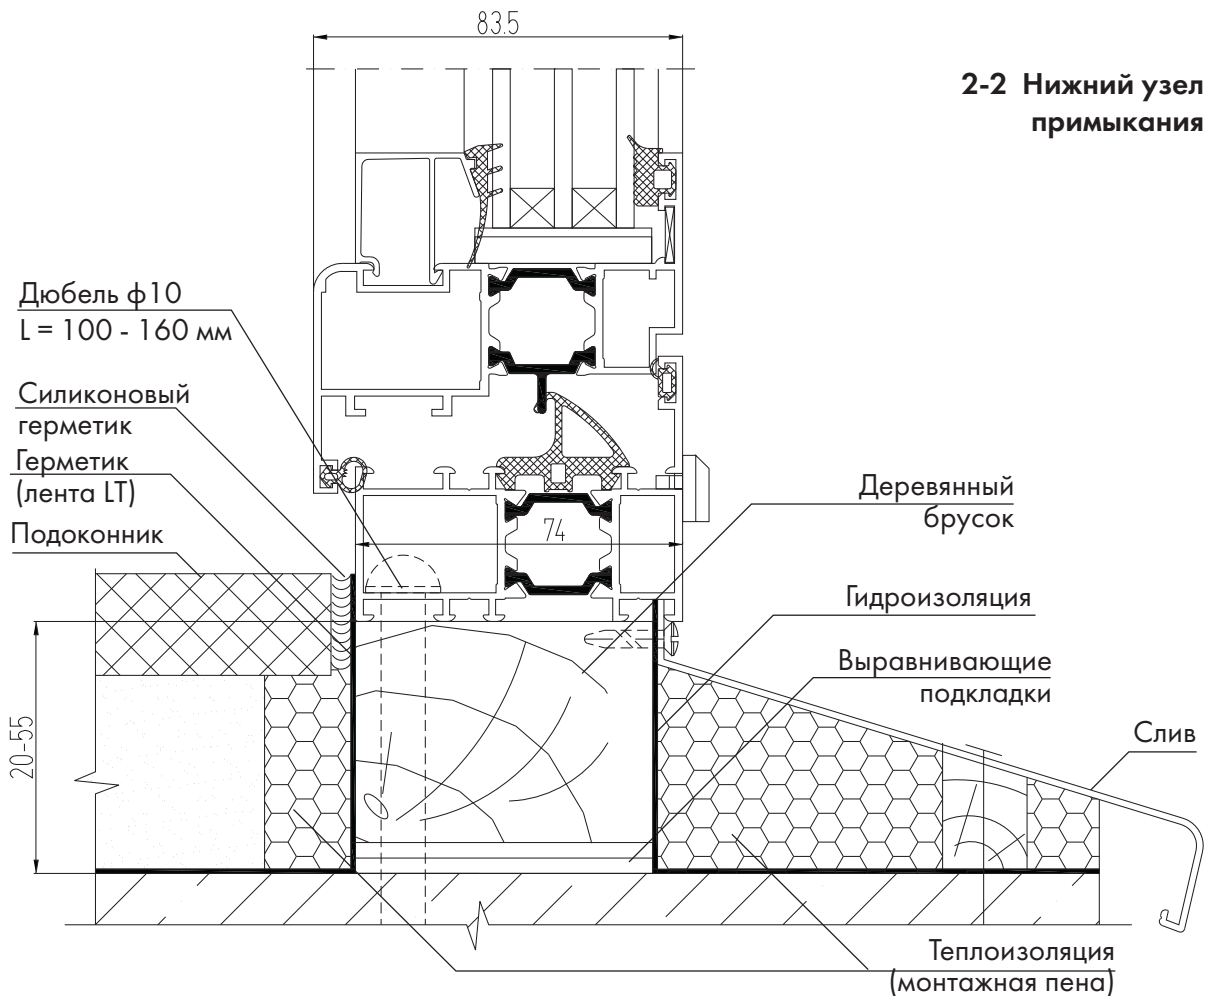 83.5
2-2 Нижний узел
примыкания
Дюбель ф10
L = 100 - 160 мм
Силиконовый
герметик
Герметик
(лента LT)
Подоконник
74
Деревянный
брусок
Гидроизоляция
Выравнивающие
подкладки
Слив
20-55
Теплоизоляция
(монтажная пена)